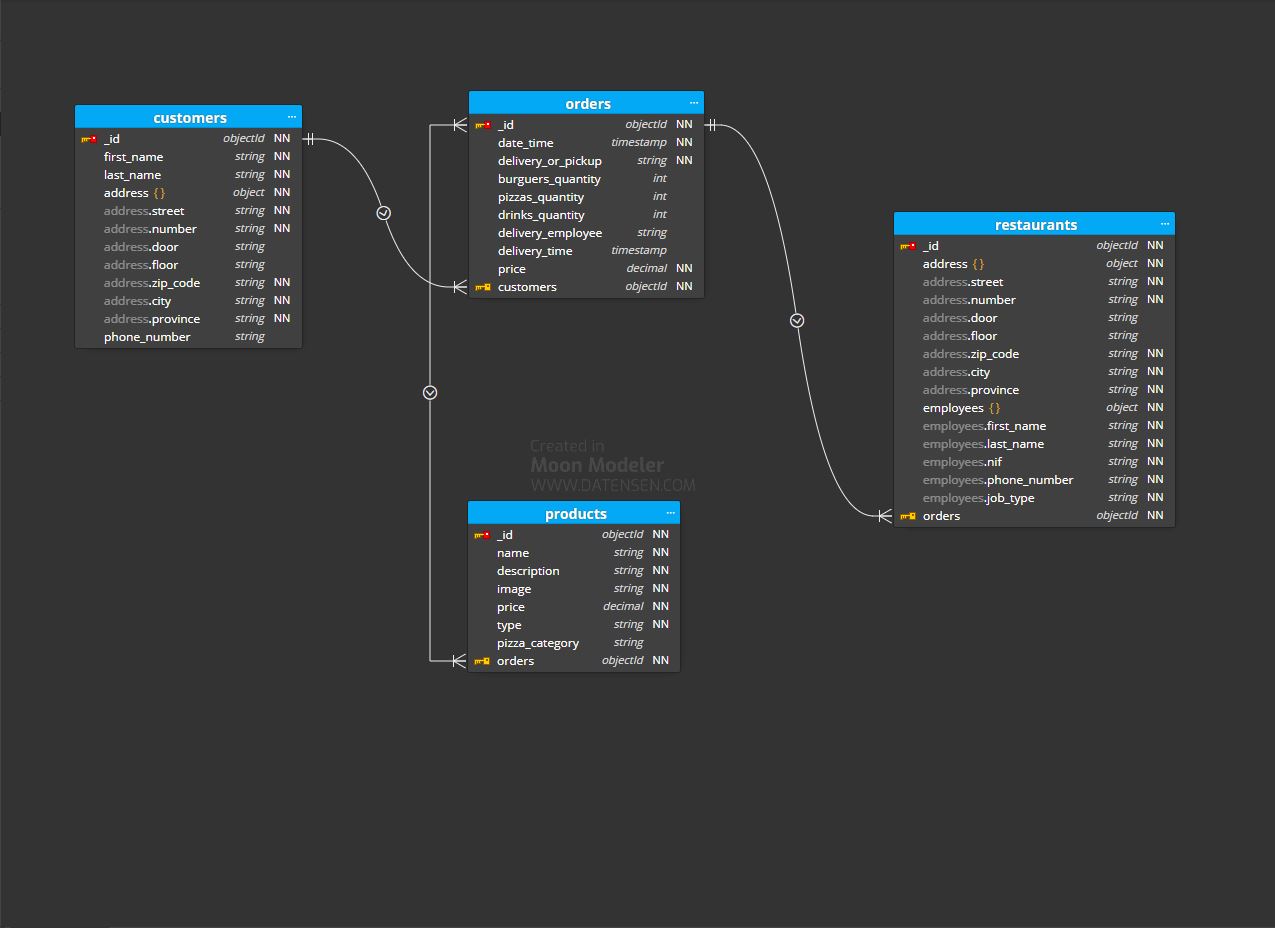 customers ...
_id objectId NN
first_name string NN
last_name string NN
address { } object NN
address.street string NN
address.number string NN
address.door string
address.floor string
address.zip_code string NN
address.city string NN
address.province string NN
phone_number string
orders ...
_id objectId NN
date_time timestamp NN
delivery_or_pickup string NN
burguers_quantity int
pizzas_quantity int
drinks_quantity int
delivery_employee string
delivery_time timestamp
price decimal NN
customers objectId NN
restaurants ...
_id objectId NN
address { } object NN
address.street string NN
address.number string NN
address.door string
address.floor string
address.zip_code string NN
address.city string NN
address.province string NN
employees { } object NN
employees.first_name string NN
employees.last_name string NN
employees.nif string NN
employees.phone_number string NN
employees.job_type string NN
orders objectId NN
Created in
Moon Modeler
WWW.DATENSEN.COM
products ...
_id objectId NN
name string NN
description string NN
image string NN
price decimal NN
type string NN
pizza_category string
orders objectId NN